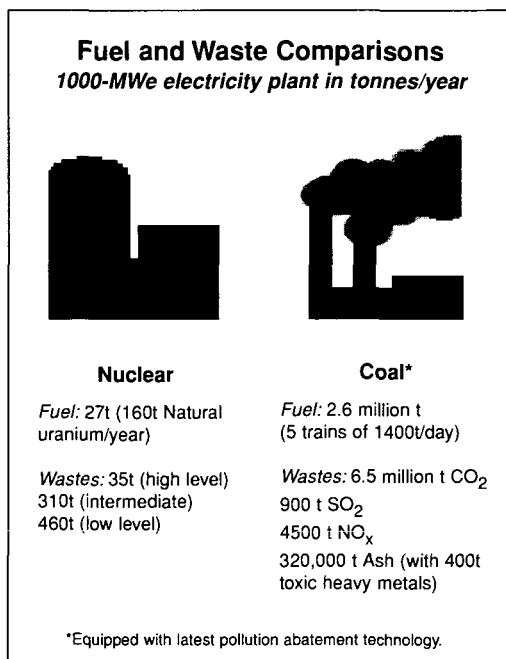 Fuel and Waste Comparisons
1000-MWe electricity plant in tonnes/year
Nuclear
Fuel: 27t (160t Natural
uranium/year)
Wastes: 35t (high level)
310t (intermediate)
460t (low level)
Coal*
Fuel: 2.6 million t
(5 trains of 1400t/day)
Wastes: 6.5 million t CO₂
900 t SO₂
4500 t NOₓ
320,000 t Ash (with 400t
toxic heavy metals)
*Equipped with latest pollution abatement technology.